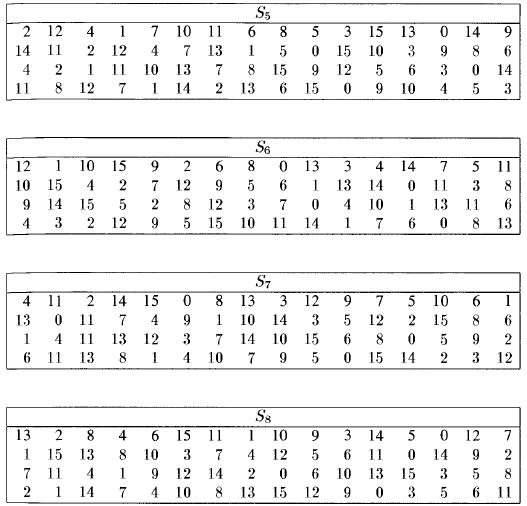 S₅
2 12 4 1 7 10 11 6 8 5 3 15 13 0 14 9
14 11 2 12 4 7 13 1 5 0 15 10 3 9 8 6
4 2 1 11 10 13 7 8 15 9 12 5 6 3 0 14
11 8 12 7 1 14 2 13 6 15 0 9 10 4 5 3
S₆
12 1 10 15 9 2 6 8 0 13 3 4 14 7 5 11
10 15 4 2 7 12 9 5 6 1 13 14 0 11 3 8
9 14 15 5 2 8 12 3 7 0 4 10 1 13 11 6
4 3 2 12 9 5 15 10 11 14 1 7 6 0 8 13
S₇
4 11 2 14 15 0 8 13 3 12 9 7 5 10 6 1
13 0 11 7 4 9 1 10 14 3 5 12 2 15 8 6
1 4 11 13 12 3 7 14 10 15 6 8 0 5 9 2
6 11 13 8 1 4 10 7 9 5 0 15 14 2 3 12
S₈
13 2 8 4 6 15 11 1 10 9 3 14 5 0 12 7
1 15 13 8 10 3 7 4 12 5 6 11 0 14 9 2
7 11 4 1 9 12 14 2 0 6 10 13 15 3 5 8
2 1 14 7 4 10 8 13 15 12 9 0 3 5 6 11